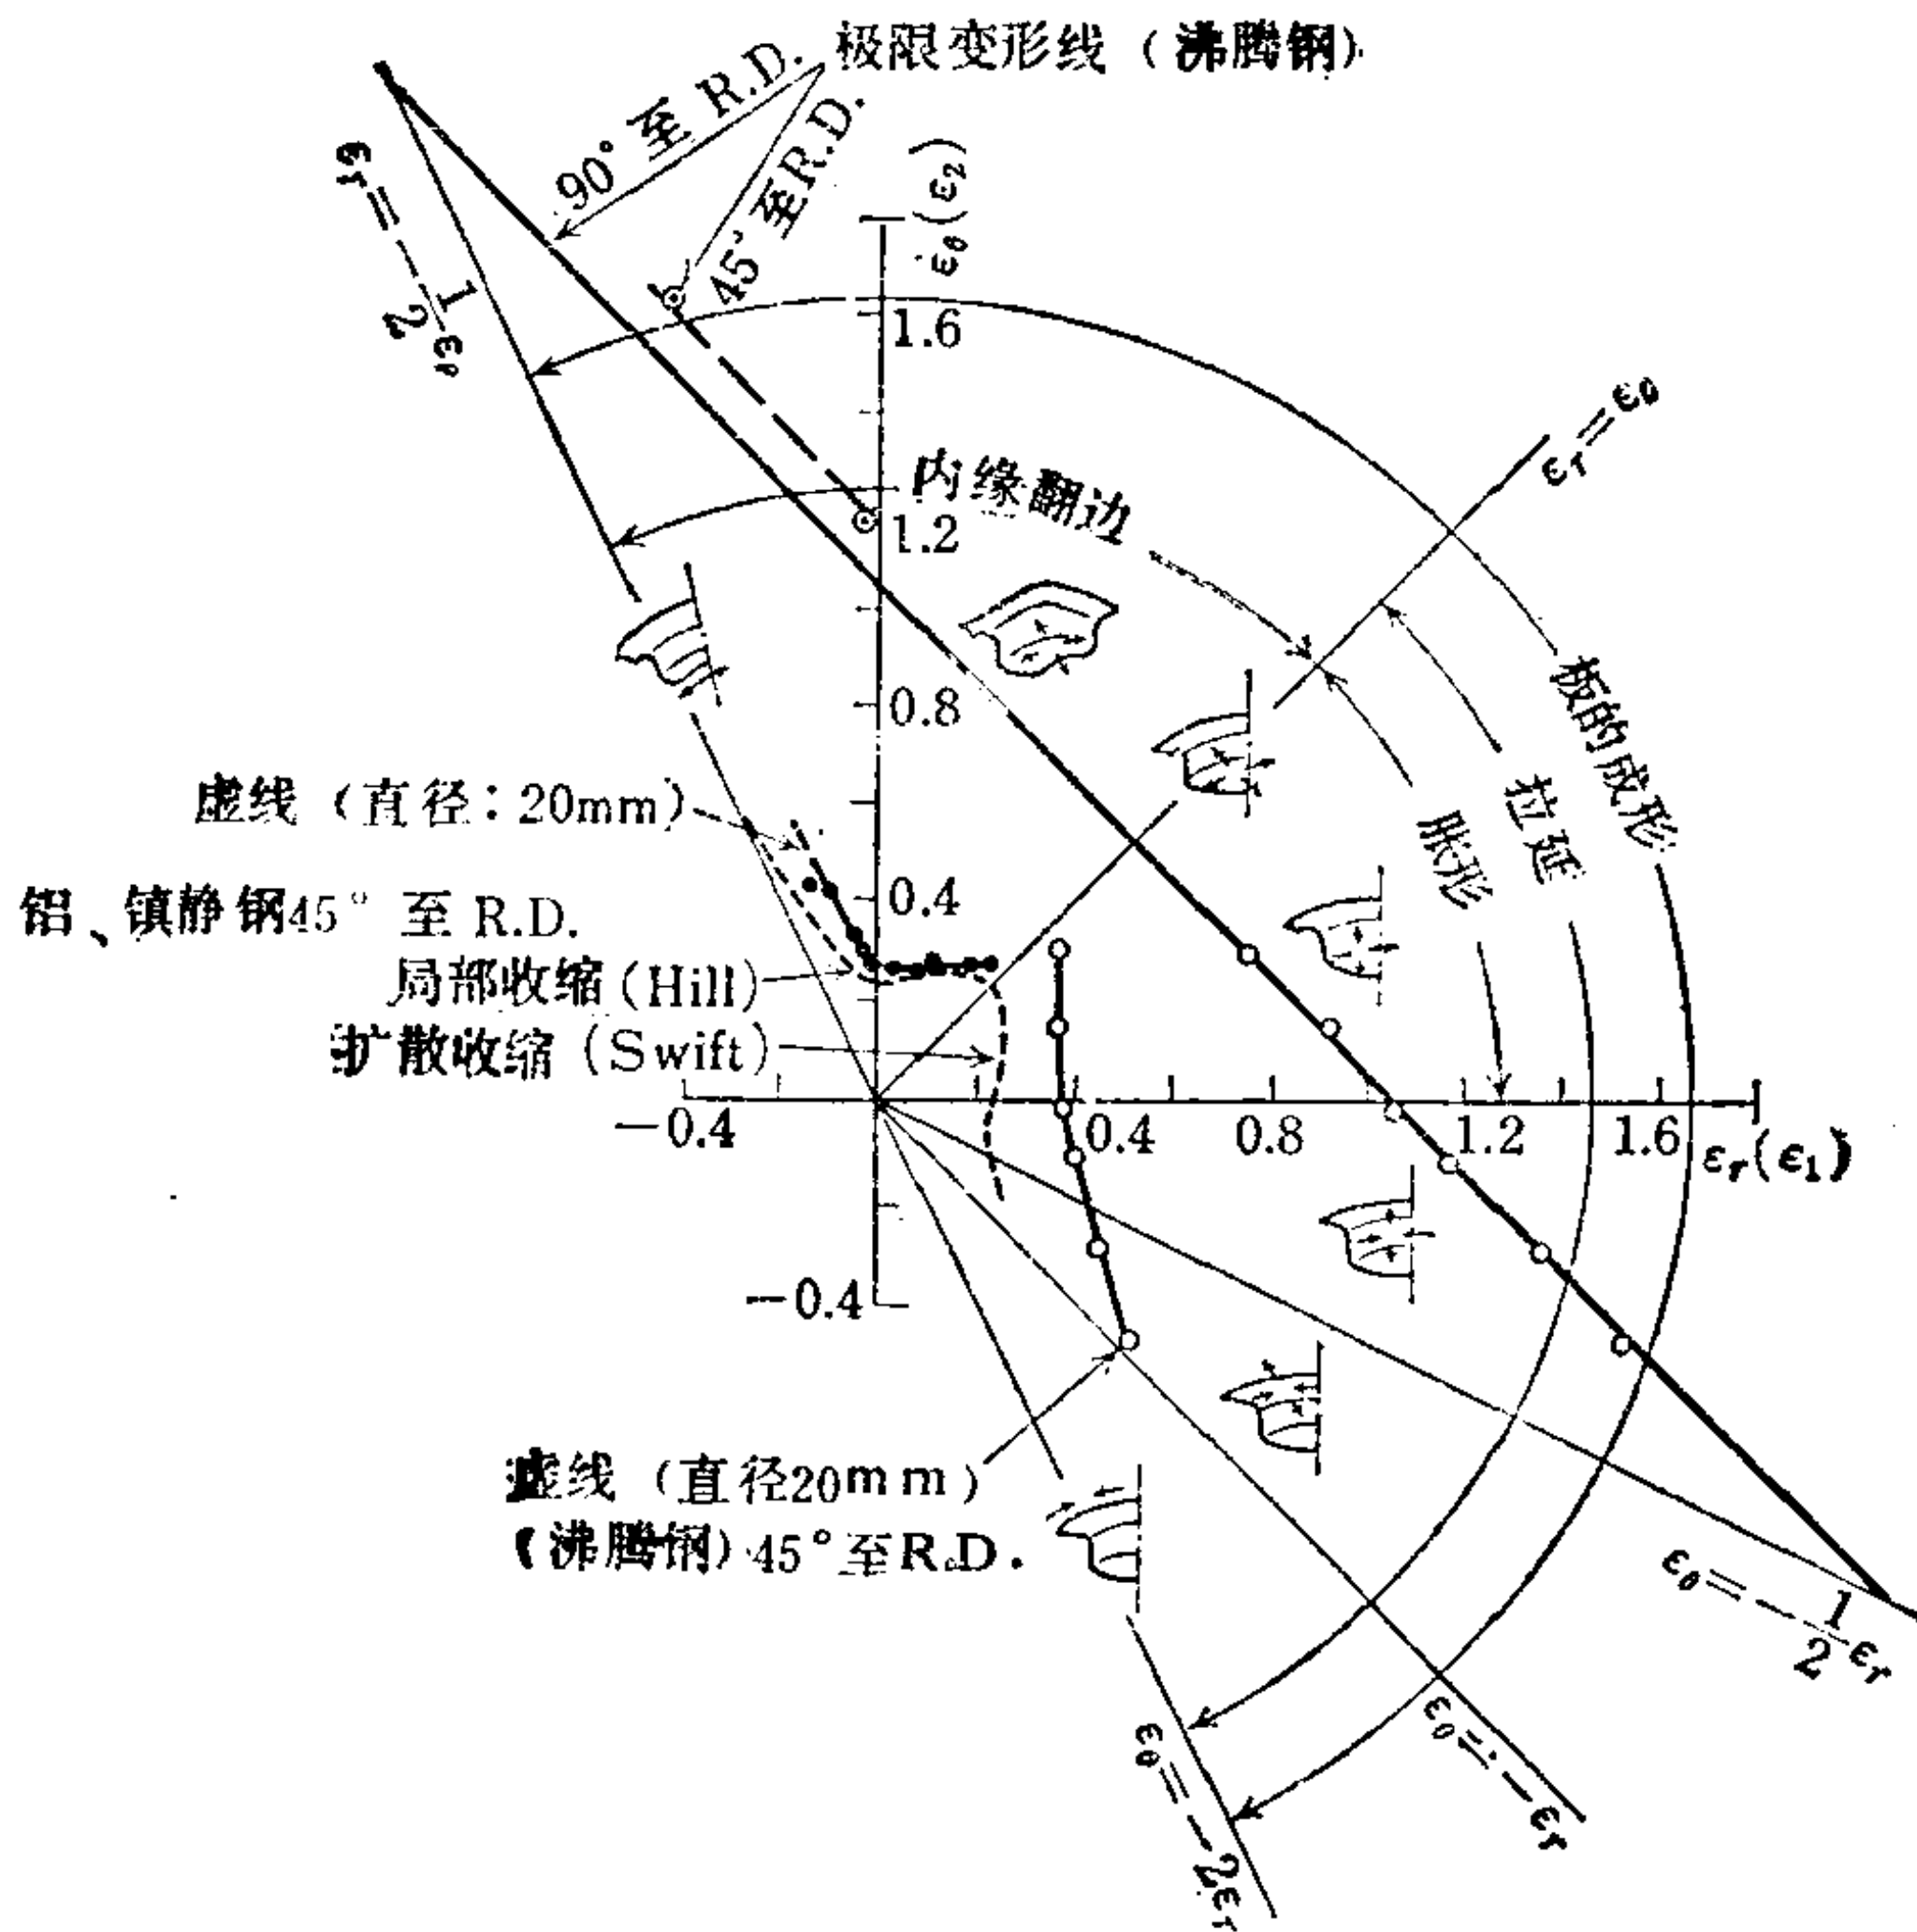 极限变形线（沸腾钢）
90° 至 R.D.
45° 至R.D.
εθ(ε2)
εr=-1/2εθ
1.6
εr=εθ
内缘翻边
1.2
0.8
板的成形
拉延
胀形
虚线（直径：20mm）
0.4
铝、镇静钢45° 至 R.D.
局部收缩(Hill)
扩散收缩（Swift）
-0.4
0.4
0.8
1.2
1.6
εr(ε1)
-0.4
虚线（直径20mm）
（沸腾钢）45°至R.D.
εθ=-1/2εr
εθ=-εr
εθ=-2εr